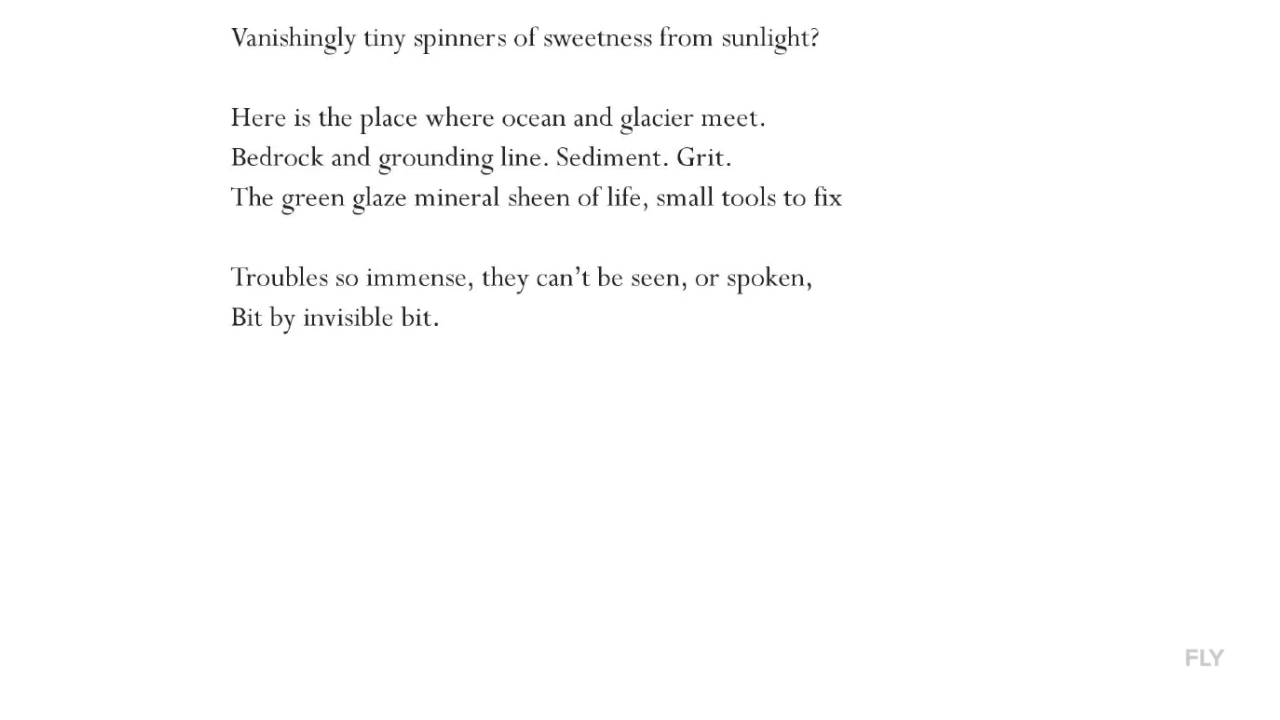 Vanishingly tiny spinners of sweetness from sunlight?
Here is the place where ocean and glacier meet.
Bedrock and grounding line. Sediment. Grit.
The green glaze mineral sheen of life, small tools to fix
Troubles so immense, they can’t be seen, or spoken,
Bit by invisible bit.
FLY